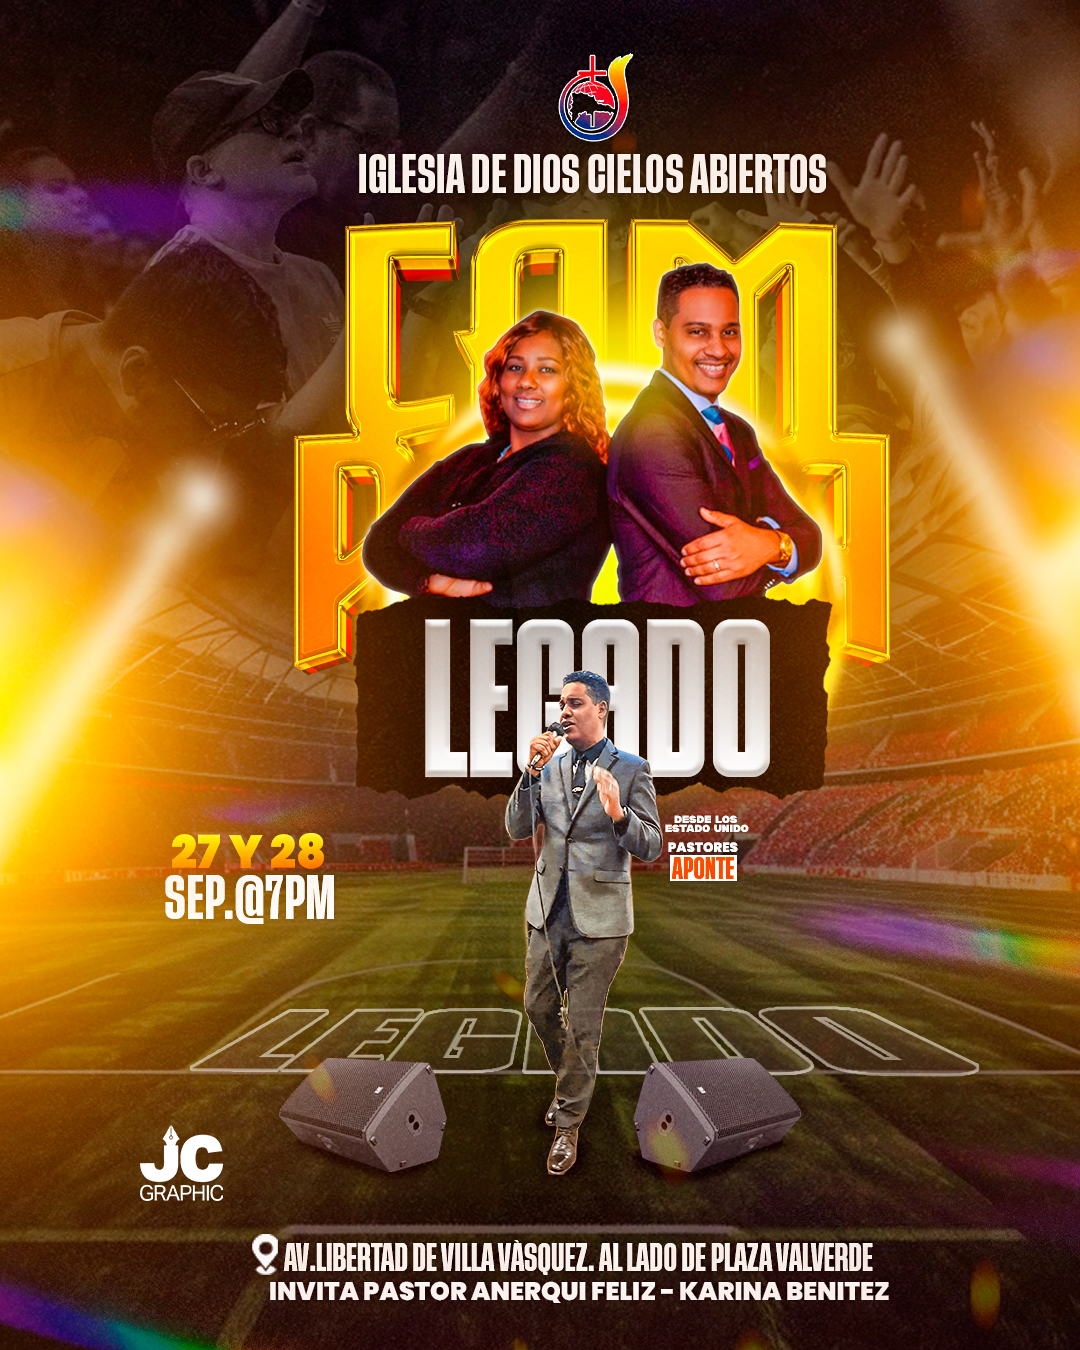 IGLESIA DE DIOS CIELOS ABIERTOS
FAM
LEGADO
27 Y 28
SEP.@7PM
DESDE LOS
ESTADO UNIDO
PASTORES
APONTE
LEGADO
JC
GRAPHIC
AV.LIBERTAD DE VILLA VÀSQUEZ. AL LADO DE PLAZA VALVERDE
INVITA PASTOR ANERQUI FELIZ - KARINA BENITEZ